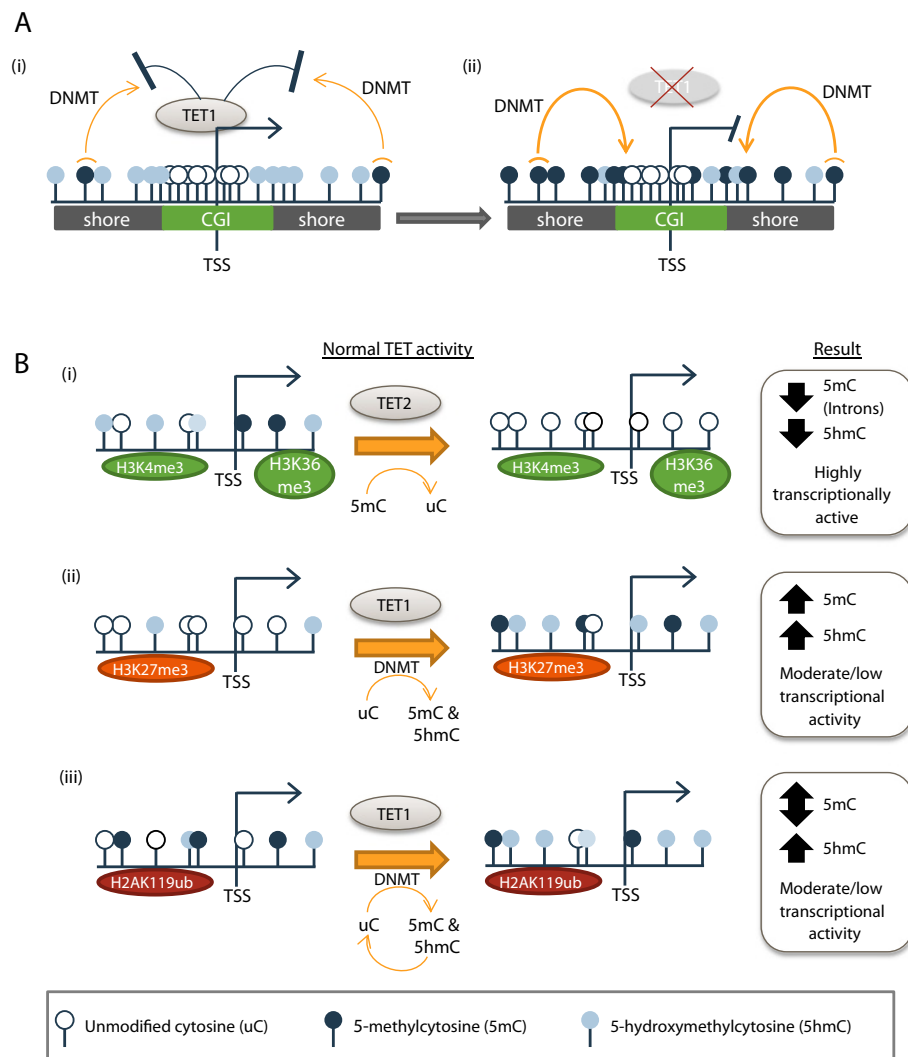 A
(i)
DNMT
TET1
DNMT
shore
CGI
shore
TSS
(ii)
DNMT
TET1
DNMT
shore
CGI
shore
TSS
B
Normal TET activity
Result
(i)
H3K4me3
TSS
H3K36
me3
TET2
5mC
uC
H3K4me3
TSS
H3K36
me3
5mC
(Introns)
5hmC
Highly
transcriptionally
active
(ii)
H3K27me3
TSS
TET1
DNMT
uC
5mC &
5hmC
H3K27me3
TSS
5mC
5hmC
Moderate/low
transcriptional
activity
(iii)
H2AK119ub
TSS
TET1
DNMT
uC
5mC &
5hmC
H2AK119ub
TSS
5mC
5hmC
Moderate/low
transcriptional
activity
Unmodified cytosine (uC)
5-methylcytosine (5mC)
5-hydroxymethylcytosine (5hmC)